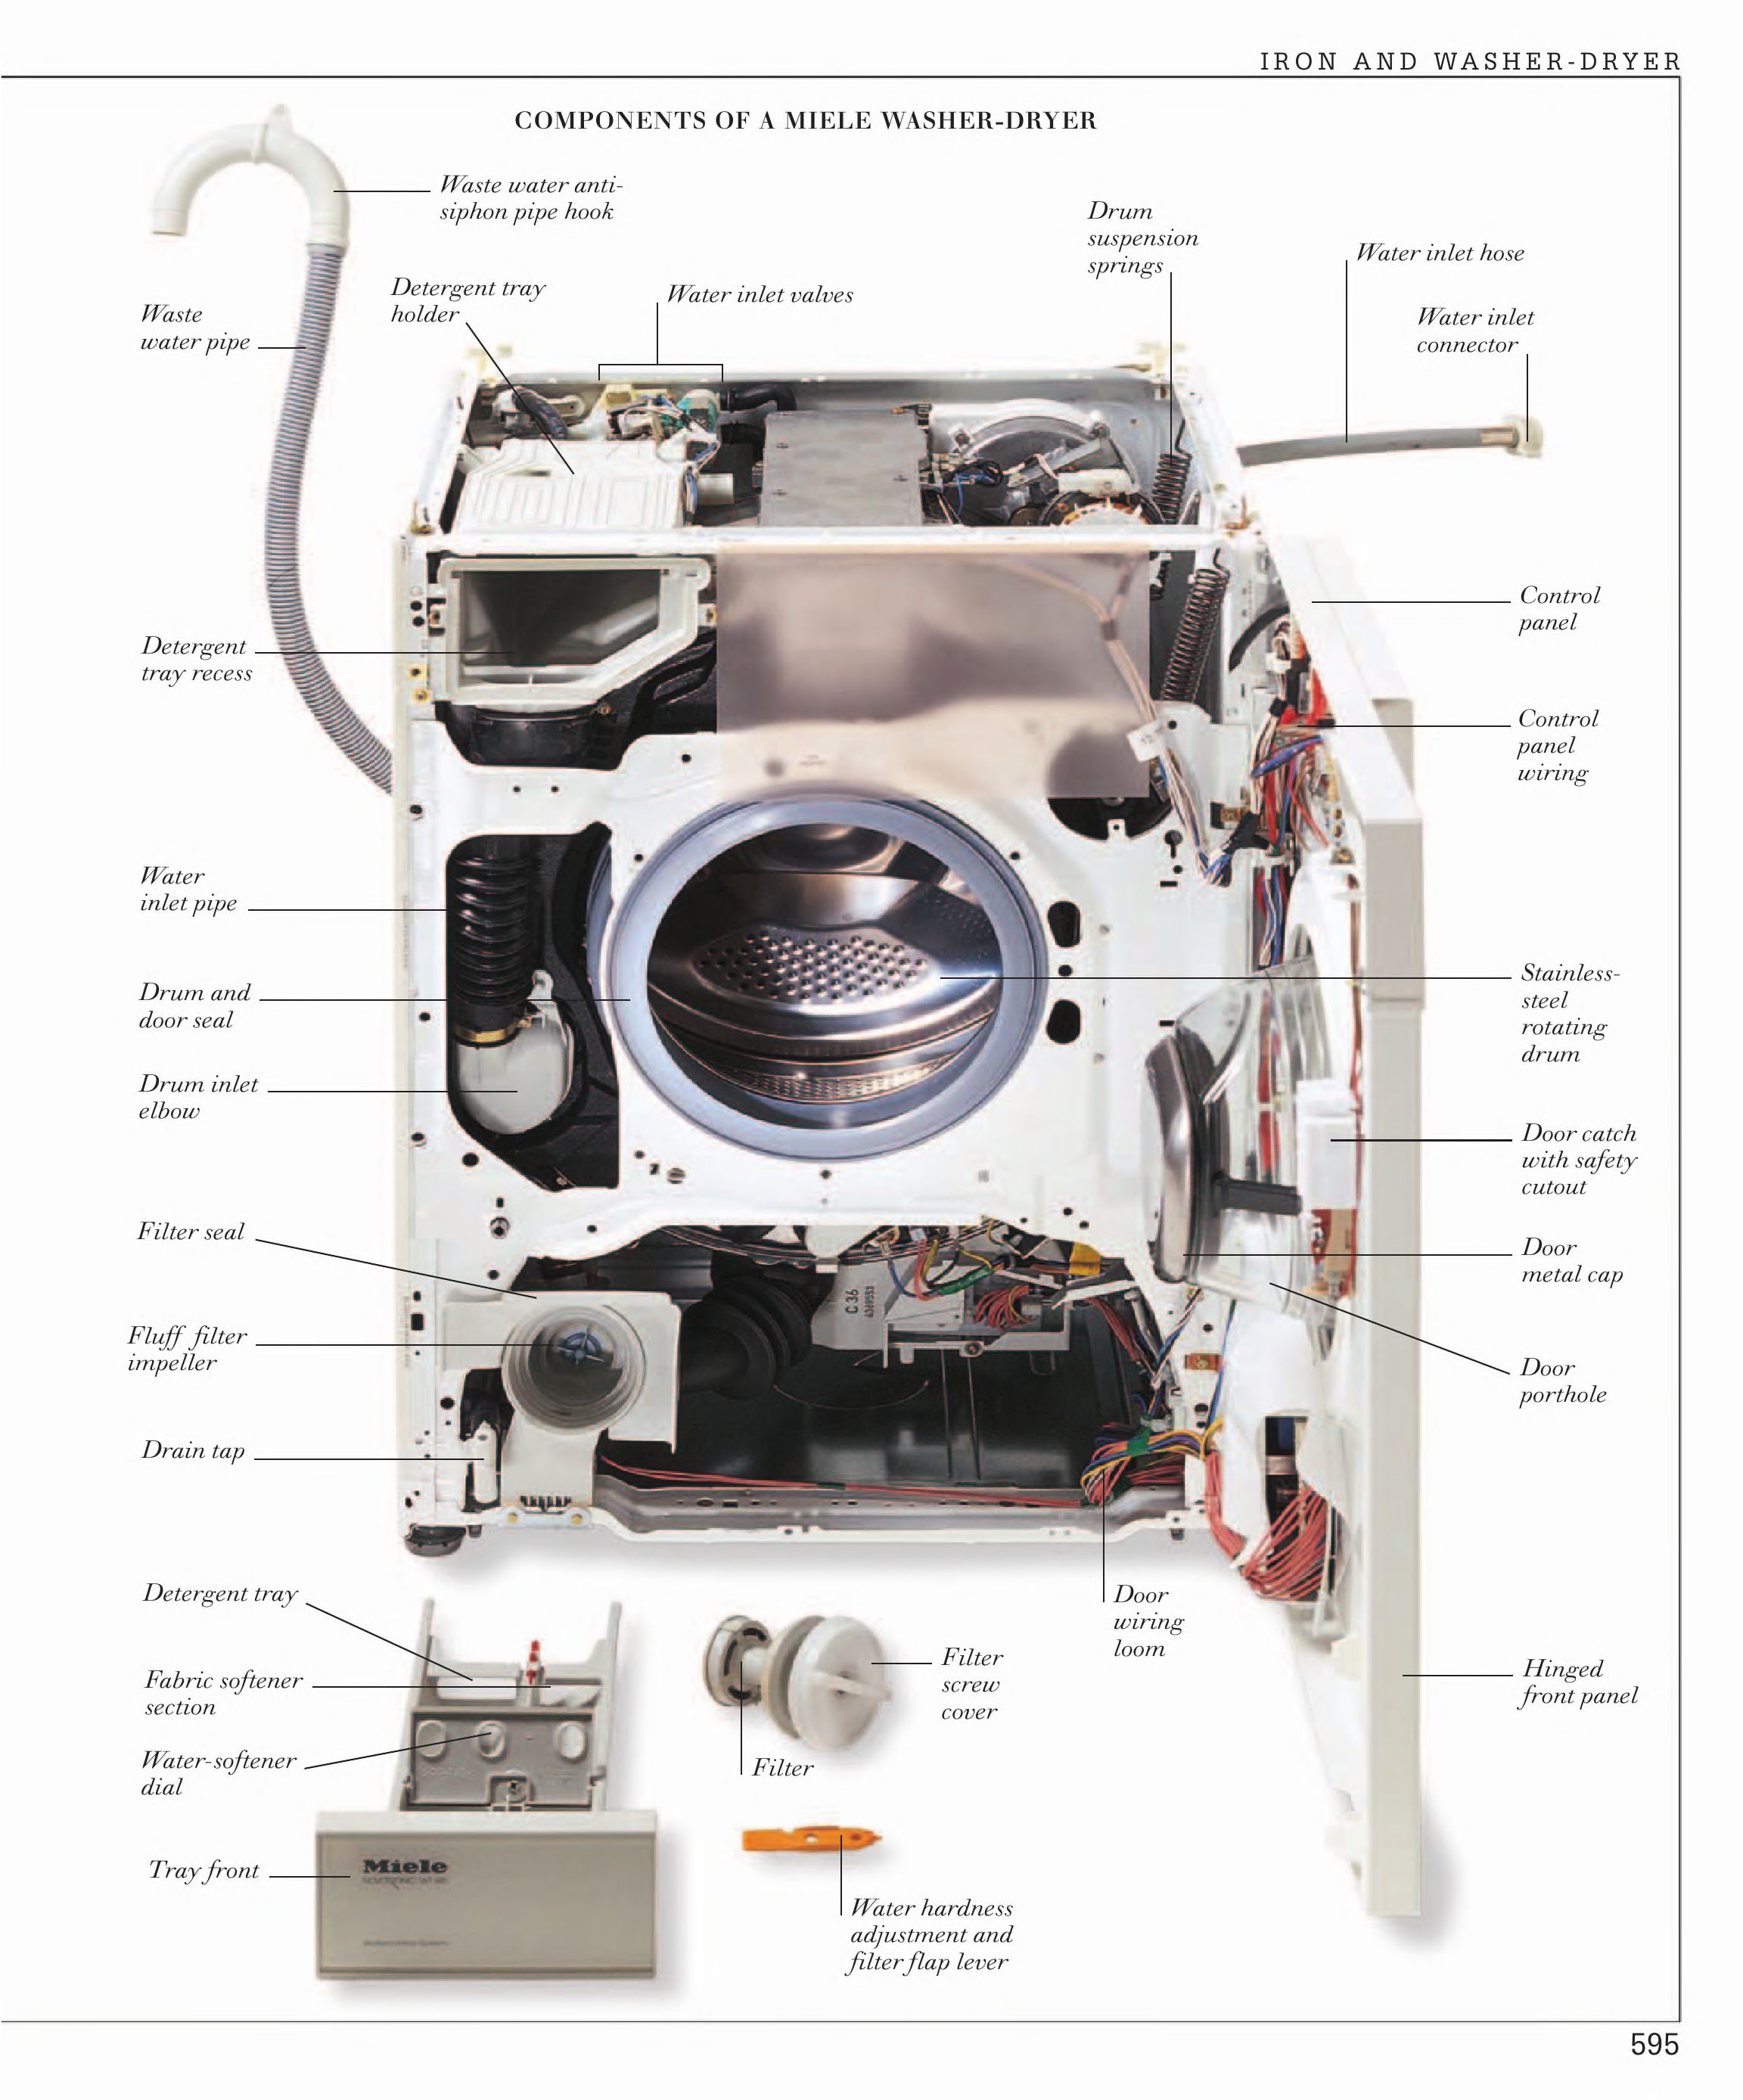 IRON AND WASHER-DRYER
COMPONENTS OF A MIELE WASHER-DRYER
Waste water anti-
siphon pipe hook
Drum
suspension
springs
Water inlet hose
Detergent tray
holder
Water inlet valves
Waste
water pipe
Water inlet
connector
Control
panel
Detergent
tray recess
Control
panel
wiring
Water
inlet pipe
Stainless-
steel
rotating
drum
Drum and
door seal
Drum inlet
elbow
Door catch
with safety
cutout
Filter seal
Door
metal cap
C 36
Fluff filter
impeller
Door
porthole
Drain tap
Detergent tray
Door
wiring
loom
Filter
screw
cover
Hinged
front panel
Fabric softener
section
Water-softener
dial
Filter
Tray front
Miele
Water hardness
adjustment and
filter flap lever
595